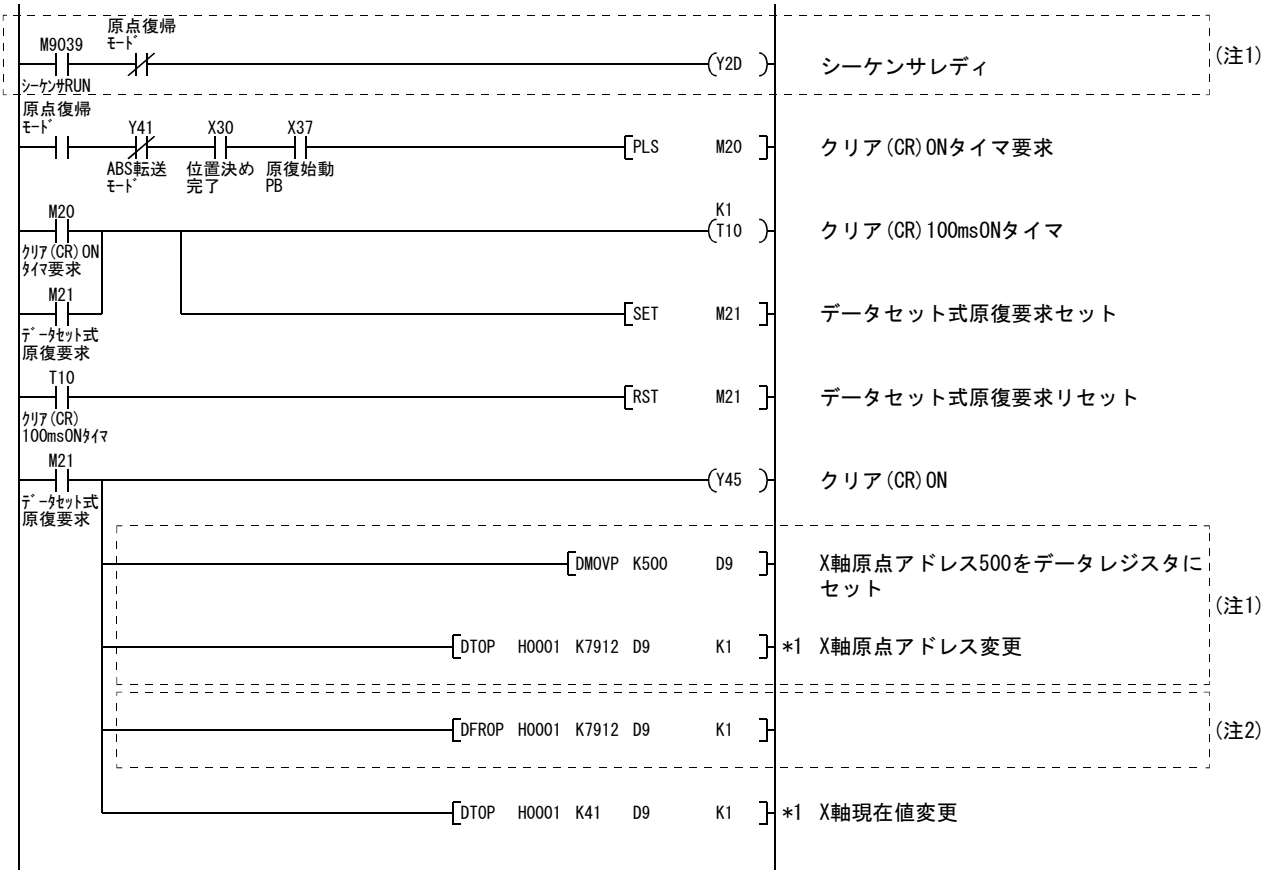 原点復帰
M9039 ﾓｰﾄﾞ
(Y2D ) シーケンサレディ (注1)
ｼｰｹﾝｻRUN
原点復帰
ﾓｰﾄﾞ Y41 X30 X37
[PLS M20 ] クリア(CR)ONタイマ要求
ABS転送 位置決め 原復始動
ﾓｰﾄﾞ 完了 PB
M20 K1
(T10 ) クリア(CR)100msONタイマ
ｸﾘｱ(CR)ON
ﾀｲﾏ要求
M21
[SET M21 ] データセット式原復要求セット
ﾃﾞｰﾀｾｯﾄ式
原復要求
T10
[RST M21 ] データセット式原復要求リセット
ｸﾘｱ(CR)
100msONﾀｲﾏ
M21
(Y45 ) クリア(CR)ON
ﾃﾞｰﾀｾｯﾄ式
原復要求
[DMOVP K500 D9 ] X軸原点アドレス500をデータレジスタに
セット
(注1)
[DTOP H0001 K7912 D9 K1 ] *1 X軸原点アドレス変更
[DFROP H0001 K7912 D9 K1 ] (注2)
[DTOP H0001 K41 D9 K1 ] *1 X軸現在値変更